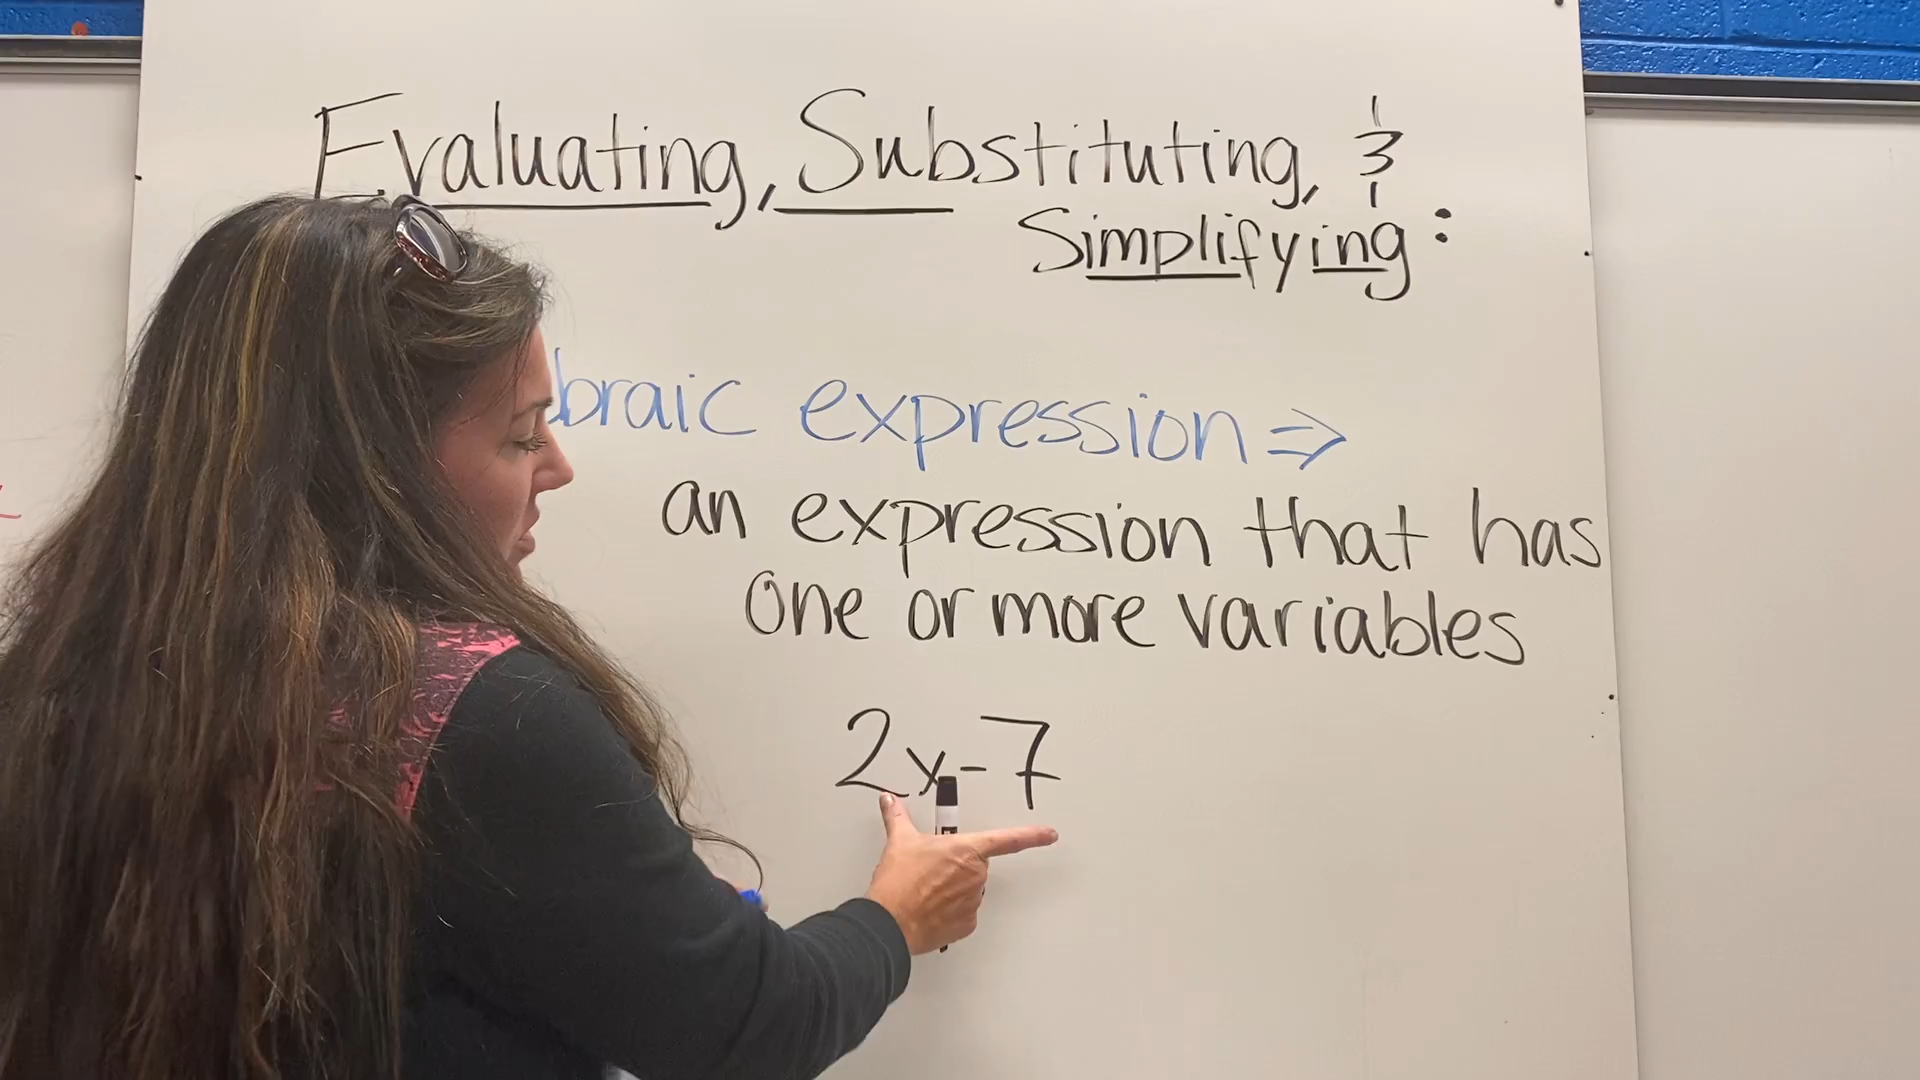 Evaluating, Substituting, &
Simplifying:
braic expression ⇒
an expression that has
one or more variables
2x-7